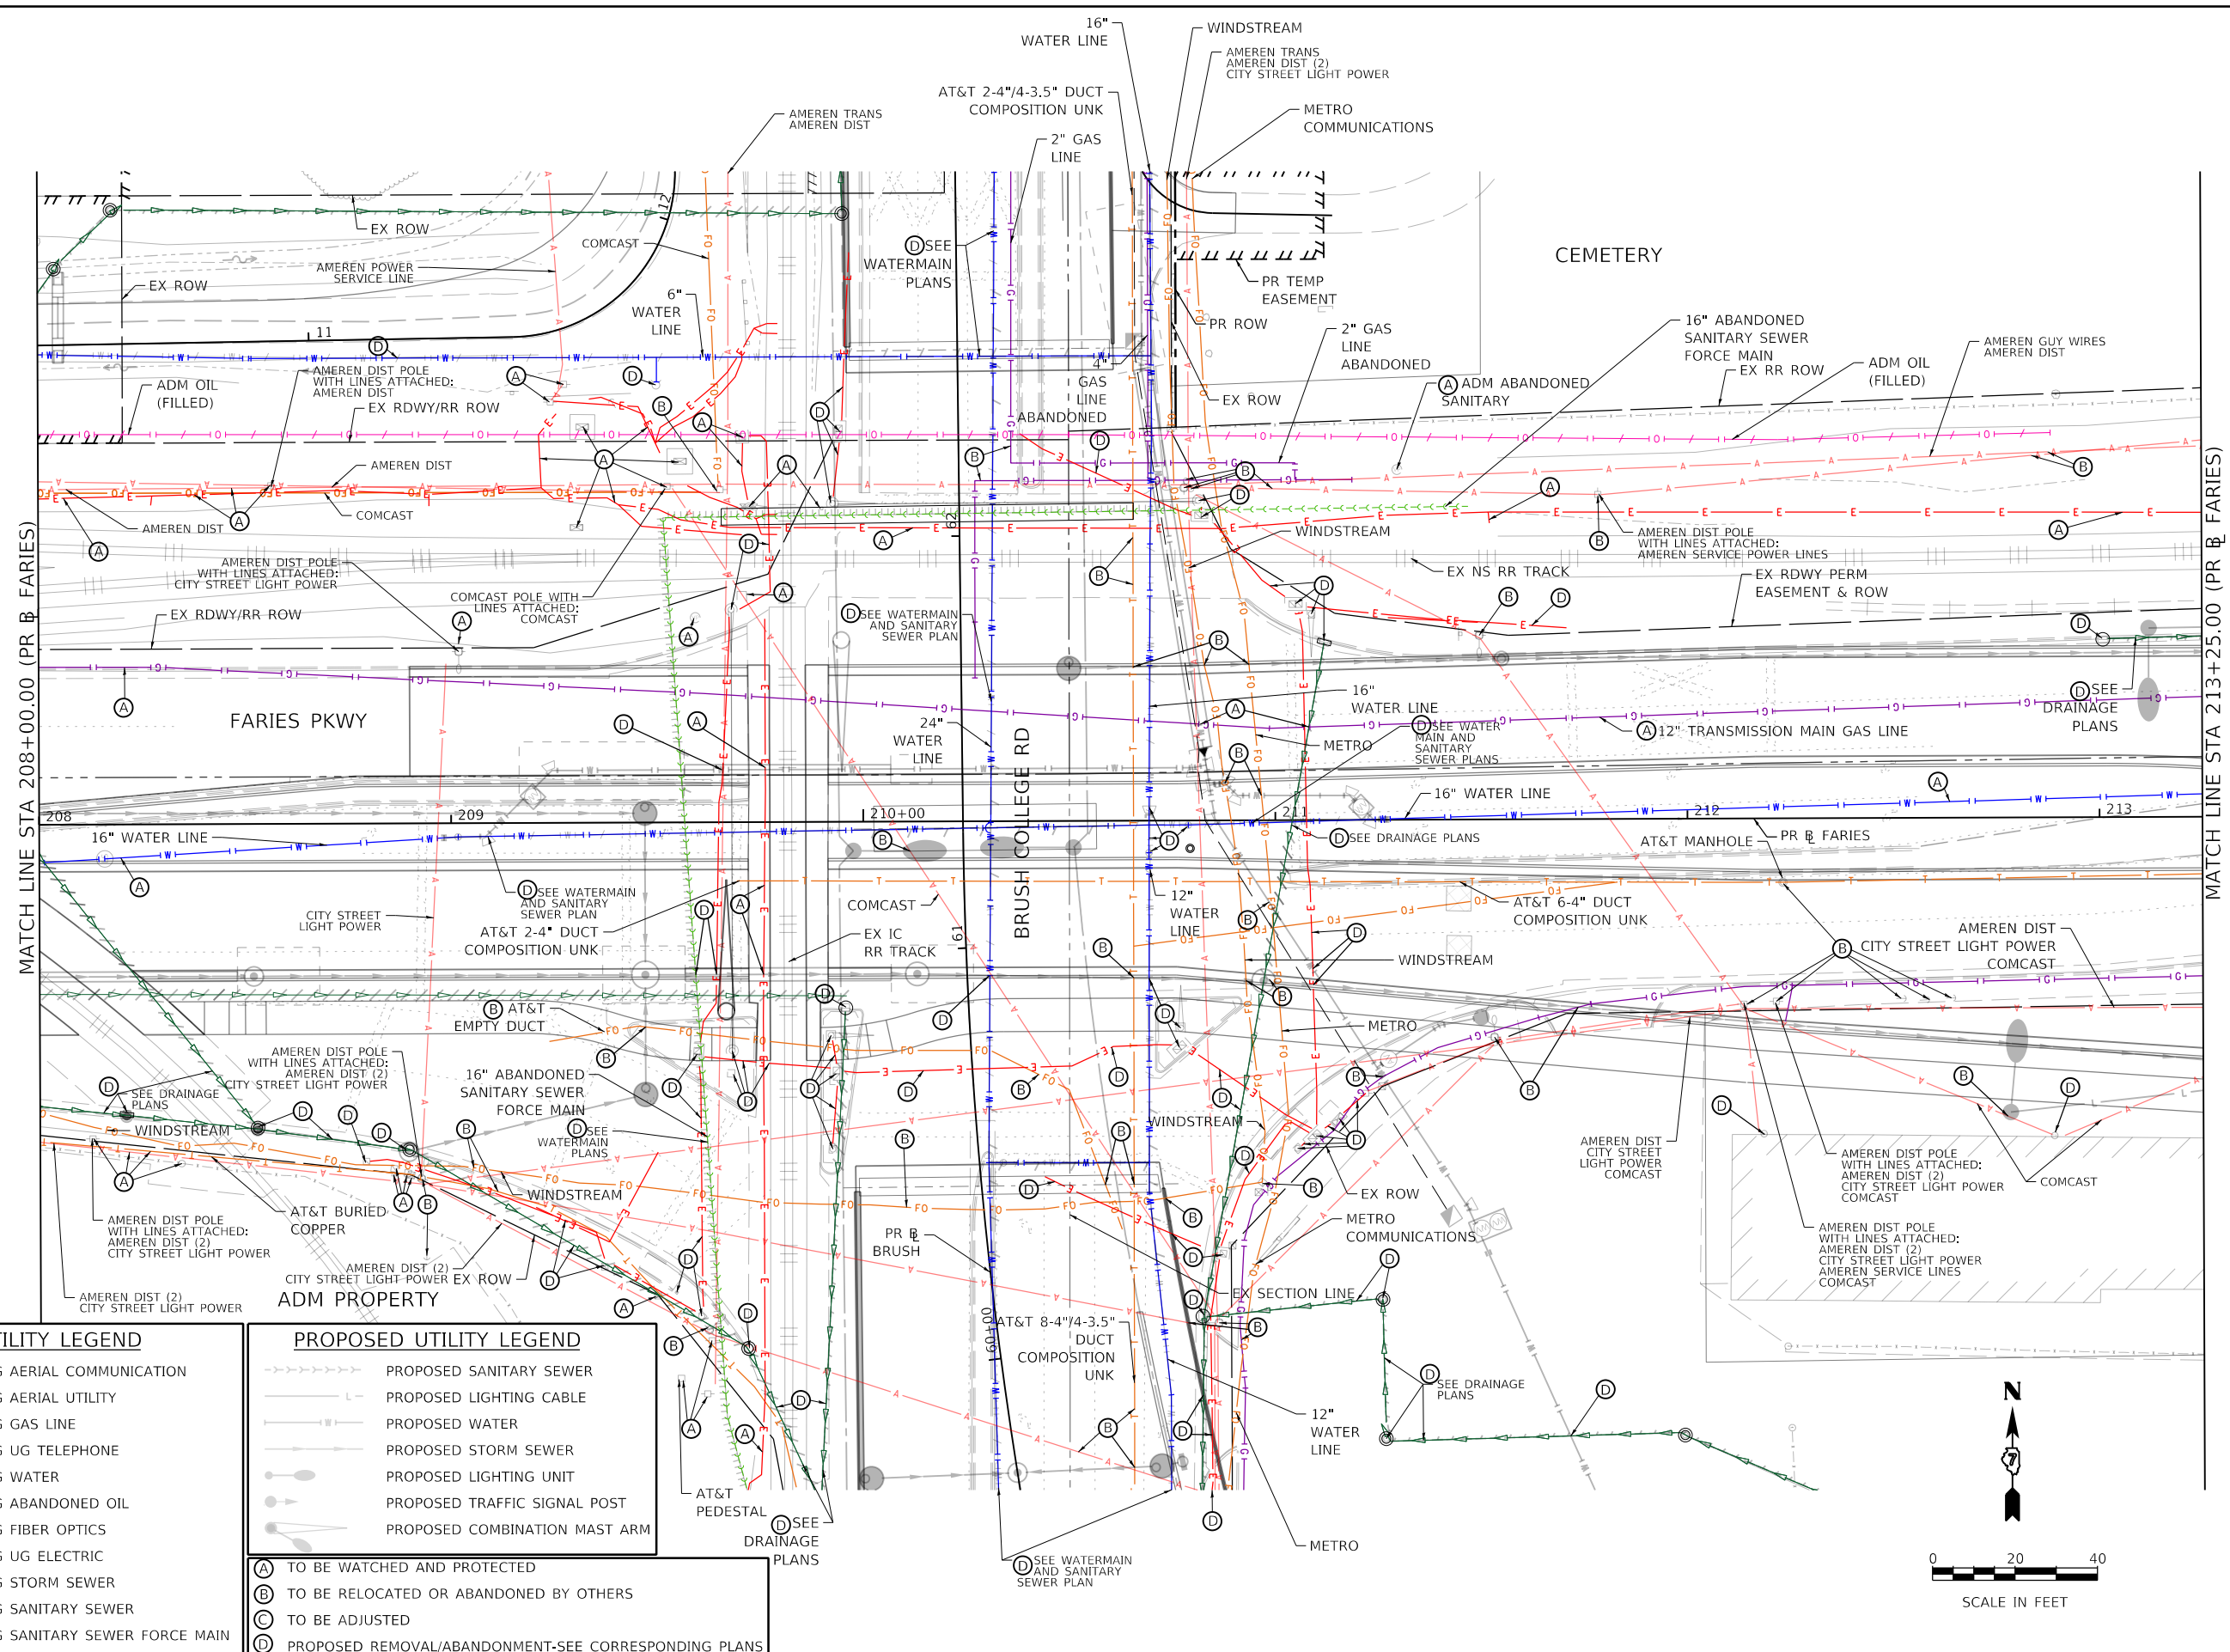 16"
WATER LINE
WINDSTREAM
AMEREN TRANS
AMEREN DIST (2)
CITY STREET LIGHT POWER
AT&T 2-4"/4-3.5" DUCT
COMPOSITION UNK
METRO
COMMUNICATIONS
AMEREN TRANS
AMEREN DIST
2" GAS
LINE
EX ROW
COMCAST
12
D SEE
WATERMAIN
PLANS
CEMETERY
AMEREN POWER
SERVICE LINE
EX ROW
PR TEMP
EASEMENT
6"
WATER
LINE
11
PR ROW
2" GAS
LINE
ABANDONED
16" ABANDONED
SANITARY SEWER
FORCE MAIN
AMEREN GUY WIRES
AMEREN DIST
ADM OIL
(FILLED)
AMEREN DIST POLE
WITH LINES ATTACHED:
AMEREN DIST
EX RDWY/RR ROW
4"
GAS
LINE
ABANDONED
EX ROW
A ADM ABANDONED
SANITARY
EX RR ROW
ADM OIL
(FILLED)
AMEREN DIST
COMCAST
AMEREN DIST
62
WINDSTREAM
AMEREN DIST POLE
WITH LINES ATTACHED:
AMEREN SERVICE POWER LINES
AMEREN DIST POLE
WITH LINES ATTACHED:
CITY STREET LIGHT POWER
EX NS RR TRACK
EX RDWY PERM
EASEMENT & ROW
COMCAST POLE WITH
LINES ATTACHED:
COMCAST
EX RDWY/RR ROW
D SEE WATERMAIN
AND SANITARY
SEWER PLAN
MATCH LINE STA 208+00.00 (PR BL FARIES)
MATCH LINE STA 213+25.00 (PR BL FARIES)
FARIES PKWY
24"
WATER
LINE
BRUSH COLLEGE RD
16"
WATER LINE
METRO
D SEE WATER
MAIN AND
SANITARY
SEWER PLANS
A 12" TRANSMISSION MAIN GAS LINE
D SEE
DRAINAGE
PLANS
208
209
210+00
211
212
213
16" WATER LINE
16" WATER LINE
D SEE DRAINAGE PLANS
PR BL FARIES
AT&T MANHOLE
D SEE WATERMAIN
AND SANITARY
SEWER PLAN
CITY STREET
LIGHT POWER
AT&T 2-4" DUCT
COMPOSITION UNK
COMCAST
EX IC
RR TRACK
61
12"
WATER
LINE
AT&T 6-4" DUCT
COMPOSITION UNK
WINDSTREAM
AMEREN DIST
CITY STREET LIGHT POWER
COMCAST
B AT&T
EMPTY DUCT
METRO
AMEREN DIST POLE
WITH LINES ATTACHED:
AMEREN DIST (2)
CITY STREET LIGHT POWER
16" ABANDONED
SANITARY SEWER
FORCE MAIN
SEE DRAINAGE
PLANS
WINDSTREAM
D SEE
WATERMAIN
PLANS
WINDSTREAM
AMEREN DIST
CITY STREET
LIGHT POWER
COMCAST
AMEREN DIST POLE
WITH LINES ATTACHED:
AMEREN DIST (2)
CITY STREET LIGHT POWER
COMCAST
COMCAST
WINDSTREAM
EX ROW
AT&T BURIED
COPPER
AMEREN DIST POLE
WITH LINES ATTACHED:
AMEREN DIST (2)
CITY STREET LIGHT POWER
PR BL
BRUSH
METRO
COMMUNICATIONS
AMEREN DIST POLE
WITH LINES ATTACHED:
AMEREN DIST (2)
CITY STREET LIGHT POWER
AMEREN SERVICE LINES
COMCAST
AMEREN DIST (2)
CITY STREET LIGHT POWER
EX ROW
AMEREN DIST (2)
CITY STREET LIGHT POWER
ADM PROPERTY
EX SECTION LINE
60+00
AT&T 8-4"/4-3.5"
DUCT
COMPOSITION
UNK
D SEE DRAINAGE
PLANS
12"
WATER
LINE
AT&T
PEDESTAL
D SEE
DRAINAGE
PLANS
METRO
D SEE WATERMAIN
AND SANITARY
SEWER PLAN
N
0 20 40
SCALE IN FEET
TILITY LEGEND
G AERIAL COMMUNICATION
G AERIAL UTILITY
G GAS LINE
G UG TELEPHONE
G WATER
G ABANDONED OIL
G FIBER OPTICS
G UG ELECTRIC
G STORM SEWER
G SANITARY SEWER
G SANITARY SEWER FORCE MAIN
PROPOSED UTILITY LEGEND
PROPOSED SANITARY SEWER
PROPOSED LIGHTING CABLE
PROPOSED WATER
PROPOSED STORM SEWER
PROPOSED LIGHTING UNIT
PROPOSED TRAFFIC SIGNAL POST
PROPOSED COMBINATION MAST ARM
A TO BE WATCHED AND PROTECTED
B TO BE RELOCATED OR ABANDONED BY OTHERS
C TO BE ADJUSTED
D PROPOSED REMOVAL/ABANDONMENT-SEE CORRESPONDING PLANS